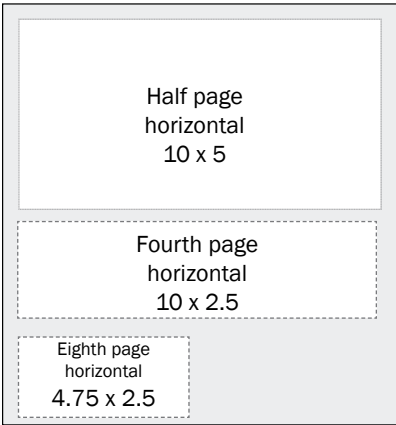 Half page
horizontal
10 x 5
Fourth page
horizontal
10 x 2.5
Eighth page
horizontal
4.75 x 2.5